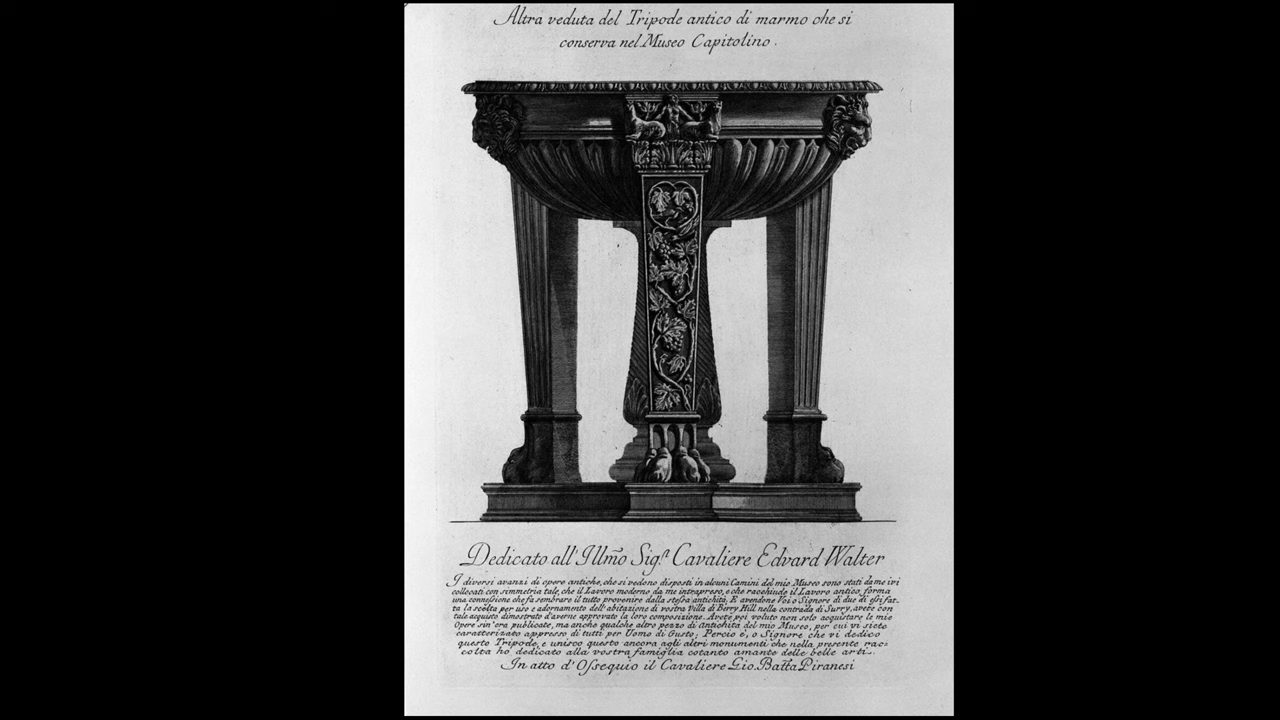 Altra veduta del Tripode antico di marmo che si
conserva nel Museo Capitolino.
Dedicato all' Illm̃o Sig.ʳ Cavaliere Edvard Walter
I diversi avanzi di opere antiche, che si vedono disposti in alcuni Camini del mio Museo sono stati da me ivi
collocati con simmetria tale, che il Lavoro moderno da me intrapreso, e che racchiude il Lavoro antico, forma
una connessione che fa sembrare il tutto provenire dalla stessa antichità. E avendone Voi o Signore di due di essi fat-
ta la scelta per uso e adornamento dell' abitazione di vostra Villa di Berry Hill nella contrada di Surry, avete con
tale acquisto dimostrato d'averne approvato la loro composizione. Avete poi voluto non solo acquistare le mie
Opere sin'ora publicate, ma anche qualche altro pezzo di Antichità del mio Museo, per cui vi siete
caratterizato appresso di tutti per Uomo di Gusto; Perciò è, o Signore che vi dedico
questo Tripode, e unisco questo ancora agli altri monumenti che nella presente rac-
colta ho dedicato alla vostra famiglia cotanto amante delle belle arti.
In atto d'Ossequio il Cavaliere Gio. Batta Piranesi